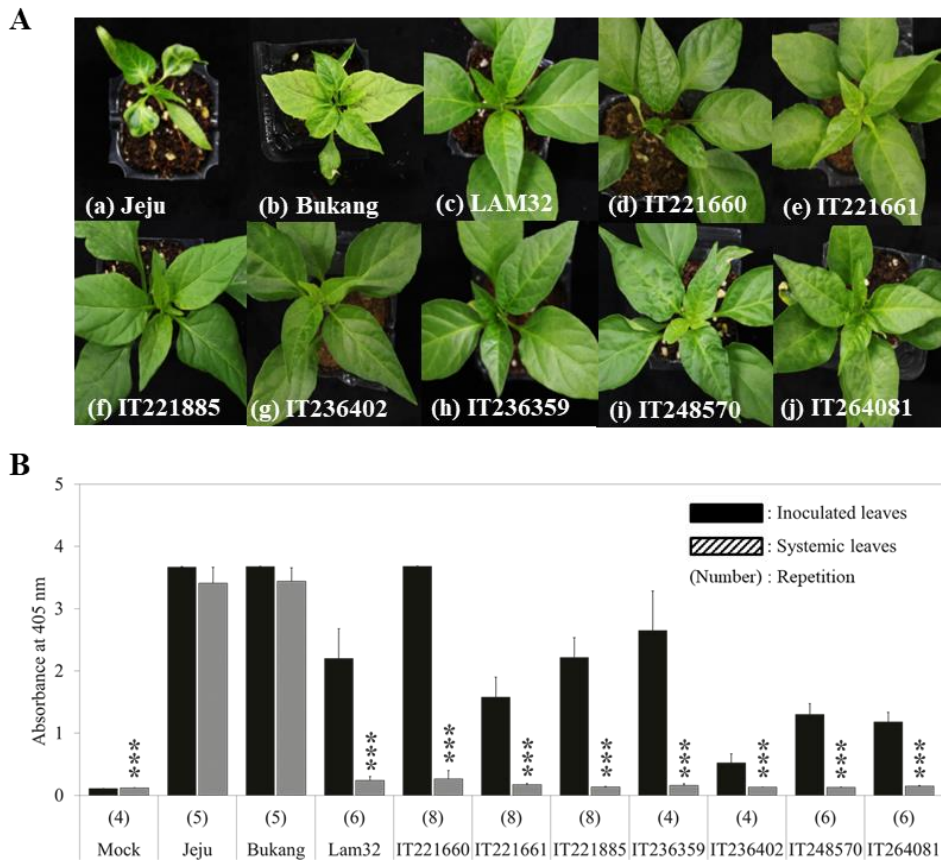 A
(a) Jeju
(b) Bukang
(c) LAM32
(d) IT221660
(e) IT221661
(f) IT221885
(g) IT236402
(h) IT236359
(i) IT248570
(j) IT264081
B
5
4
3
2
1
0
Absorbance at 405 nm
: Inoculated leaves
: Systemic leaves
(Number) : Repetition
***
***
***
***
***
***
***
***
***
(4) (5) (5) (6) (8) (8) (8) (4) (4) (6) (6)
Mock Jeju Bukang Lam32 IT221660 IT221661 IT221885 IT236359 IT236402 IT248570 IT264081